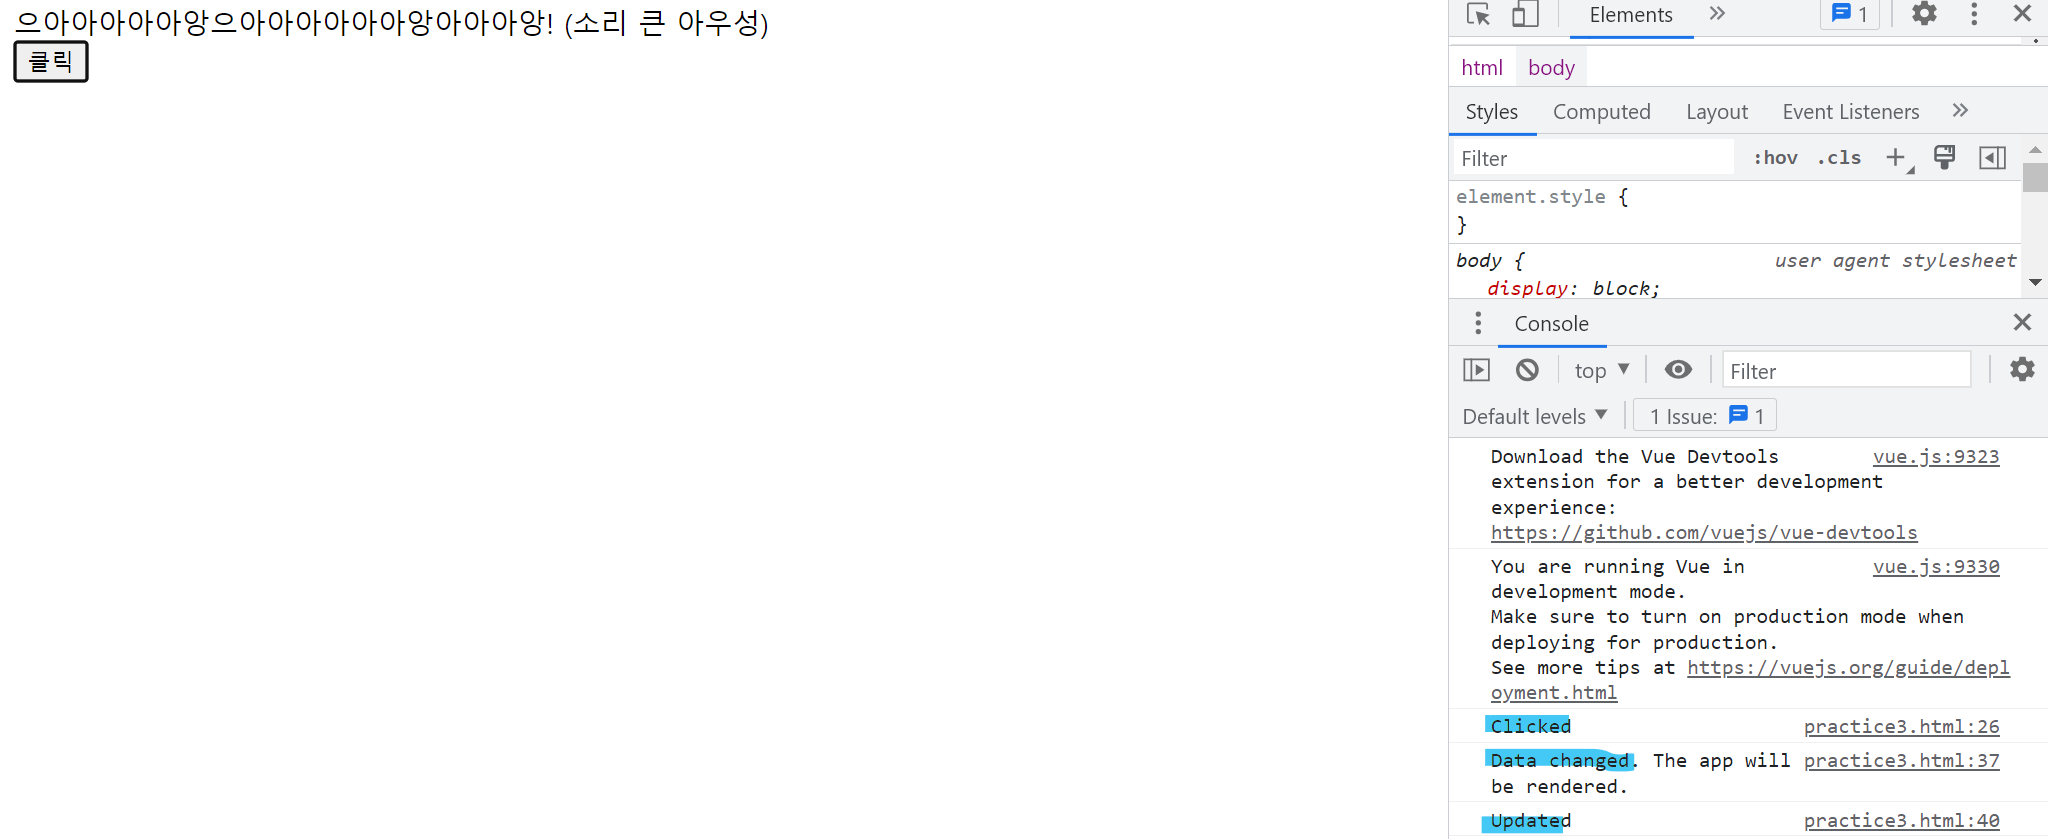 으아아아아아앙으아아아아아아앙아아아앙! (소리 큰 아우성)
클릭
Elements
1
html body
Styles Computed Layout Event Listeners
Filter :hov .cls
element.style {
}
body { user agent stylesheet
display: block;
Console
top Filter
Default levels 1 Issue: 1
Download the Vue Devtools vue.js:9323
extension for a better development
experience:
https://github.com/vuejs/vue-devtools
You are running Vue in vue.js:9330
development mode.
Make sure to turn on production mode when
deploying for production.
See more tips at https://vuejs.org/guide/depl
oyment.html
Clicked practice3.html:26
Data changed. The app will practice3.html:37
be rendered.
Updated practice3.html:40